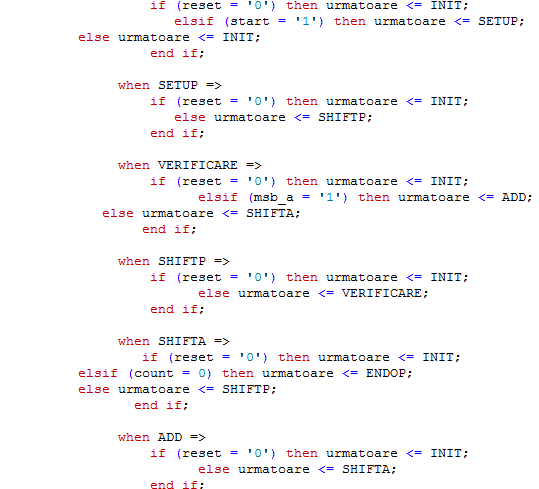 if (reset = '0') then urmatoare <= INIT;
elsif (start = '1') then urmatoare <= SETUP;
else urmatoare <= INIT;
end if;
when SETUP =>
if (reset = '0') then urmatoare <= INIT;
else urmatoare <= SHIFTP;
end if;
when VERIFICARE =>
if (reset = '0') then urmatoare <= INIT;
elsif (msb_a = '1') then urmatoare <= ADD;
else urmatoare <= SHIFTA;
end if;
when SHIFTP =>
if (reset = '0') then urmatoare <= INIT;
else urmatoare <= VERIFICARE;
end if;
when SHIFTA =>
if (reset = '0') then urmatoare <= INIT;
elsif (count = 0) then urmatoare <= ENDOP;
else urmatoare <= SHIFTP;
end if;
when ADD =>
if (reset = '0') then urmatoare <= INIT;
else urmatoare <= SHIFTA;
end if;